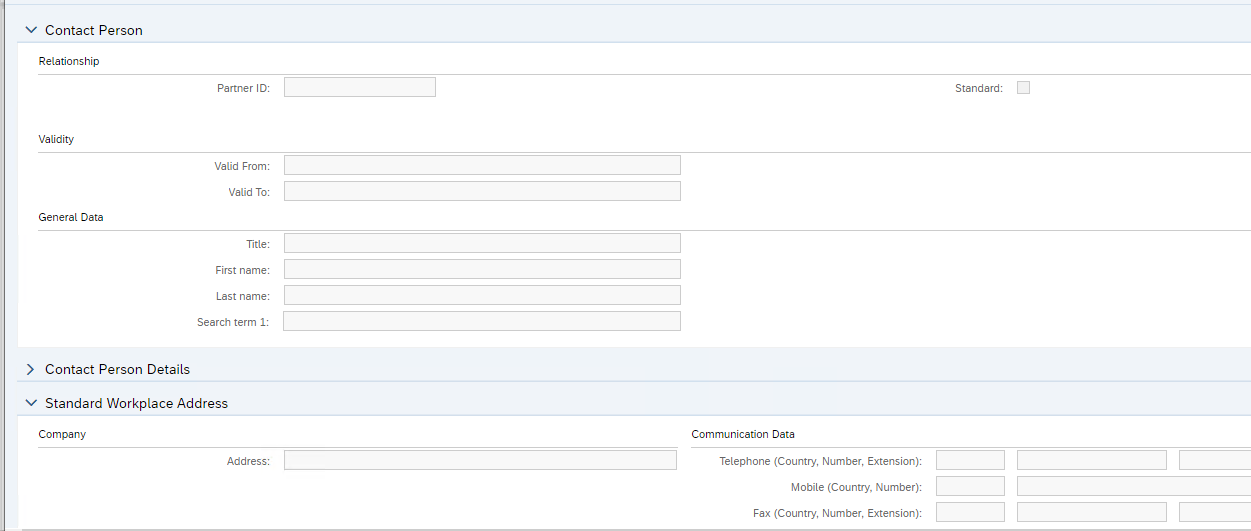 Contact Person
Relationship
Partner ID:
Standard:
Validity
Valid From:
Valid To:
General Data
Title:
First name:
Last name:
Search term 1:
Contact Person Details
Standard Workplace Address
Company
Address:
Communication Data
Telephone (Country, Number, Extension):
Mobile (Country, Number):
Fax (Country, Number, Extension):